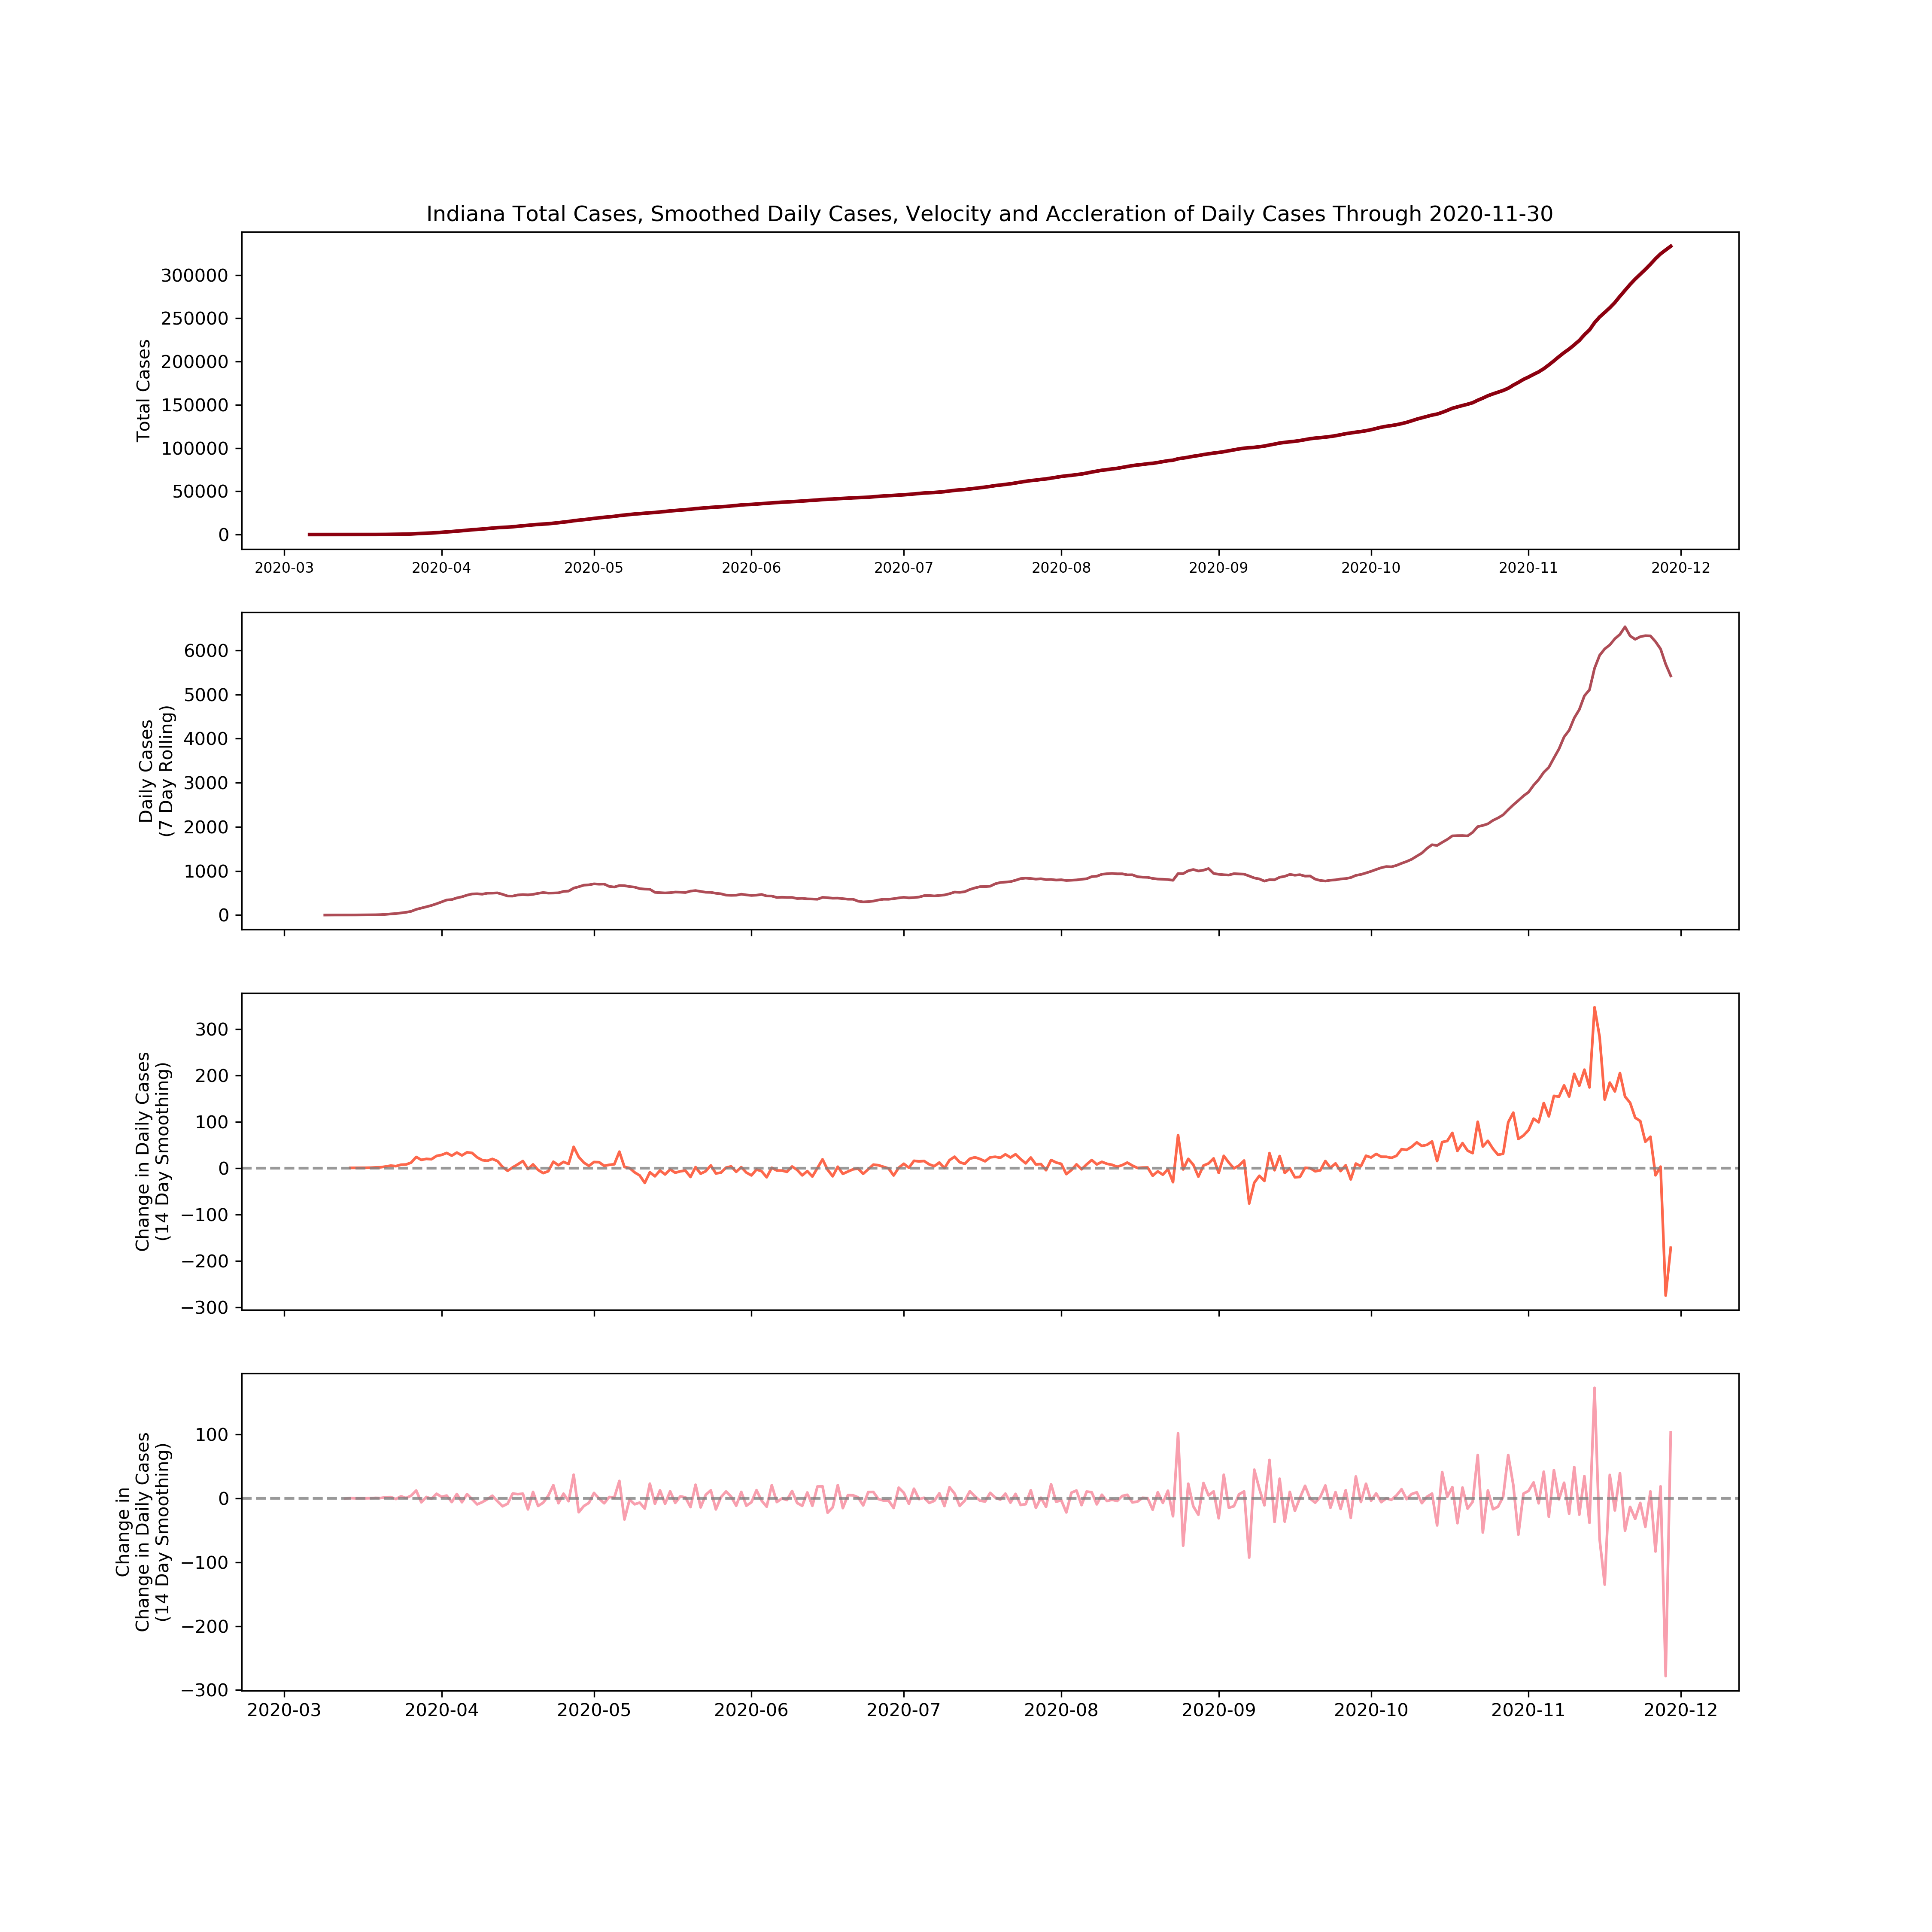 Indiana Total Cases, Smoothed Daily Cases, Velocity and Accleration of Daily Cases Through 2020-11-30
Total Cases
300000
250000
200000
150000
100000
50000
0
2020-03 2020-04 2020-05 2020-06 2020-07 2020-08 2020-09 2020-10 2020-11 2020-12
Daily Cases
(7 Day Rolling)
6000
5000
4000
3000
2000
1000
0
Change in Daily Cases
(14 Day Smoothing)
300
200
100
0
−100
−200
−300
Change in
Change in Daily Cases
(14 Day Smoothing)
100
0
−100
−200
−300
2020-03 2020-04 2020-05 2020-06 2020-07 2020-08 2020-09 2020-10 2020-11 2020-12